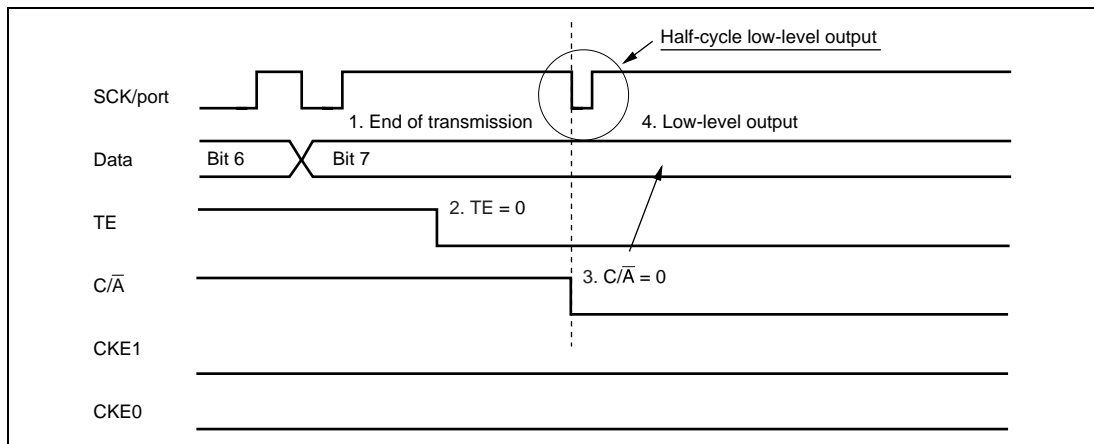 Half-cycle low-level output
SCK/port
1. End of transmission
4. Low-level output
Data
Bit 6
Bit 7
TE
2. TE = 0
C/A̅
3. C/A̅ = 0
CKE1
CKE0